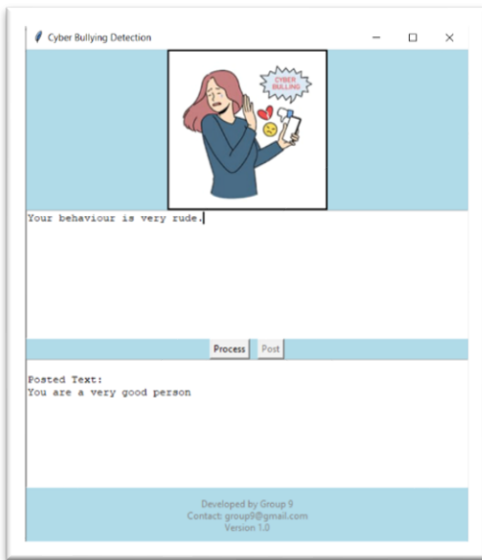 Cyber Bullying Detection
CYBER
BULLING
Your behaviour is very rude.
Process Post
Posted Text:
You are a very good person
Developed by Group 9
Contact: group9@gmail.com
Version 1.0